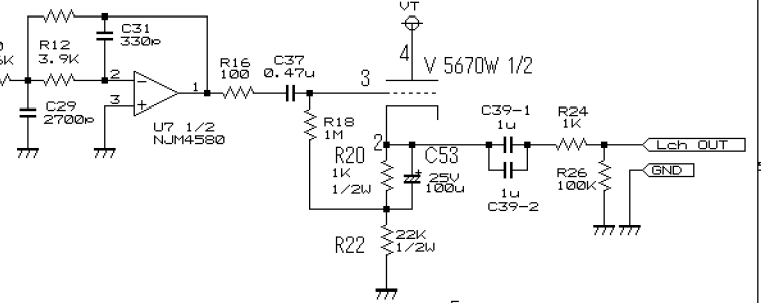 VT
C31
330p
R12
3.9K
R16
100
C37
0.47u
4
V 5670W 1/2
3
2
1
3
C29
2700p
U7 1/2
NJM4580
R18
1M
2
R20
1K
1/2W
C53
25V
100u
C39-1
1u
R24
1K
Lch OUT
GND
R26
100K
1u
C39-2
R22
22K
1/2W